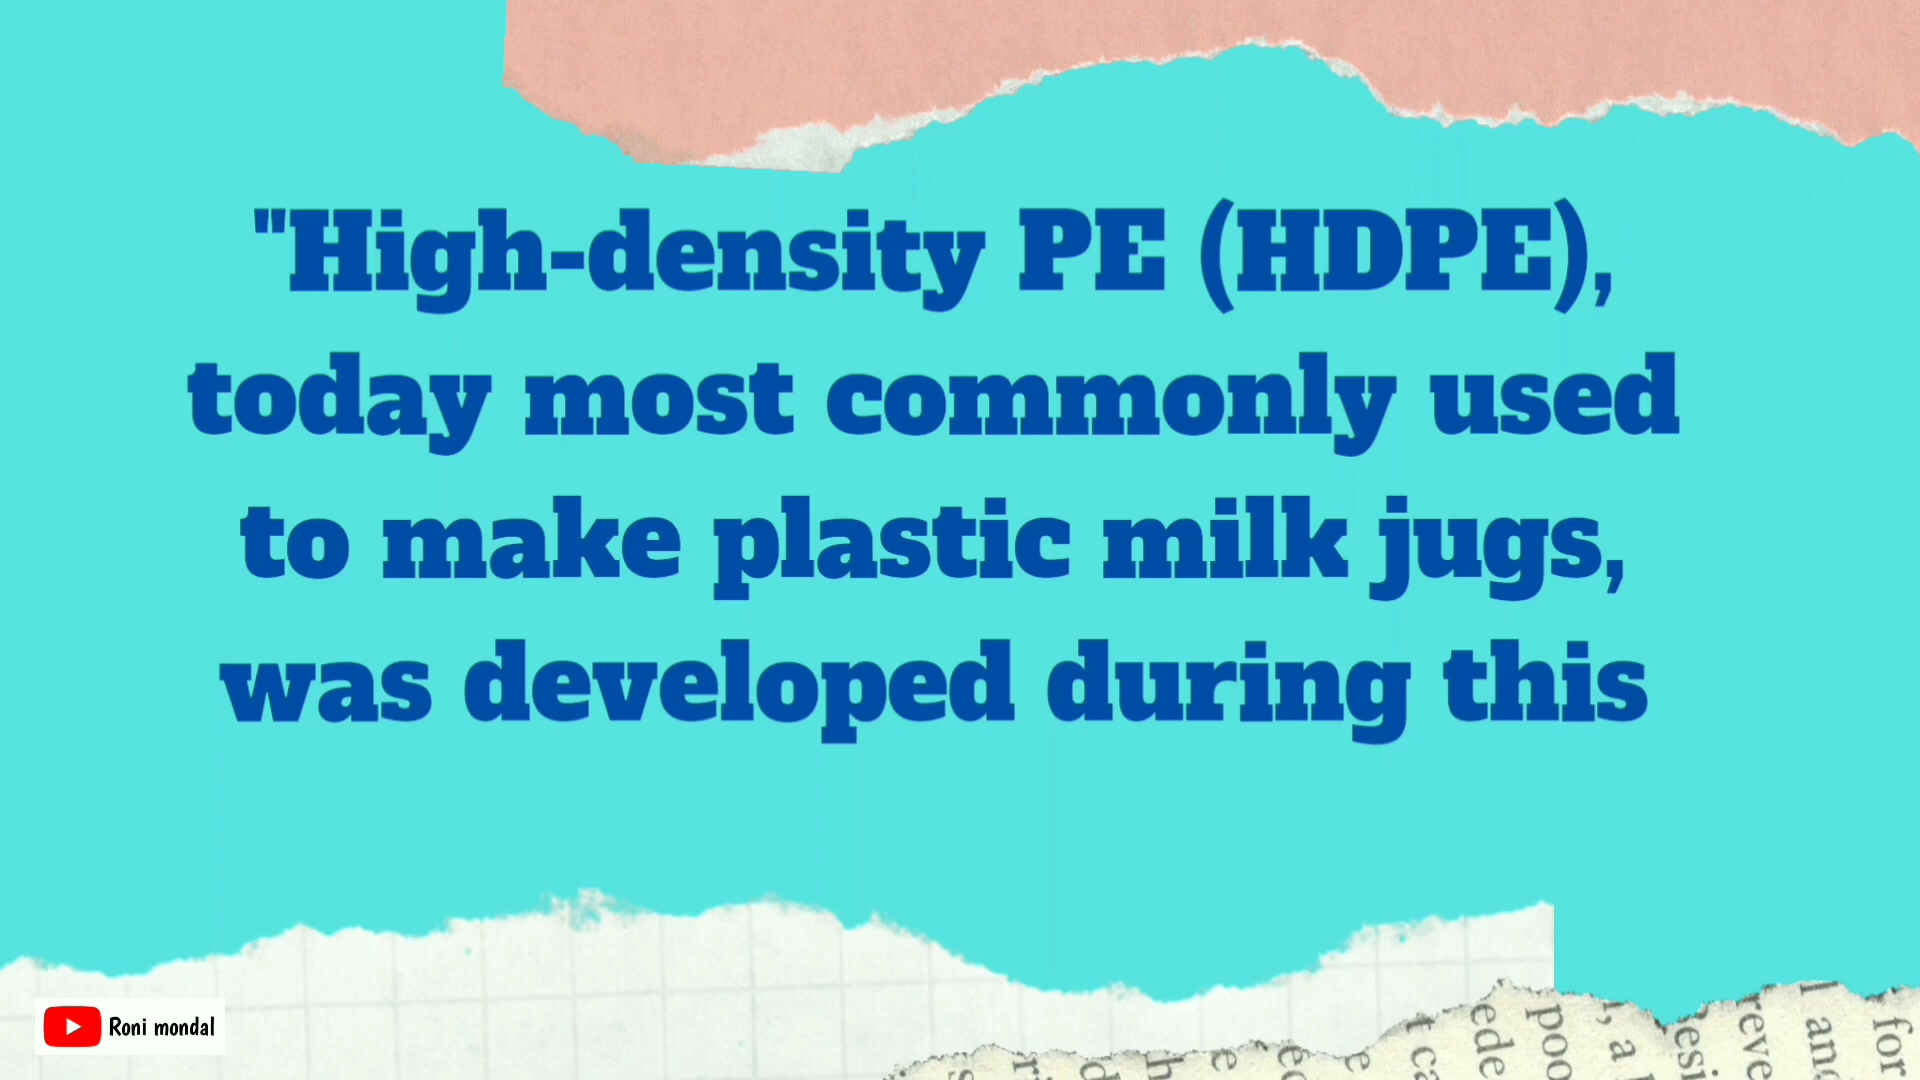 "High-density PE (HDPE),
today most commonly used
to make plastic milk jugs,
was developed during this
Roni mondal